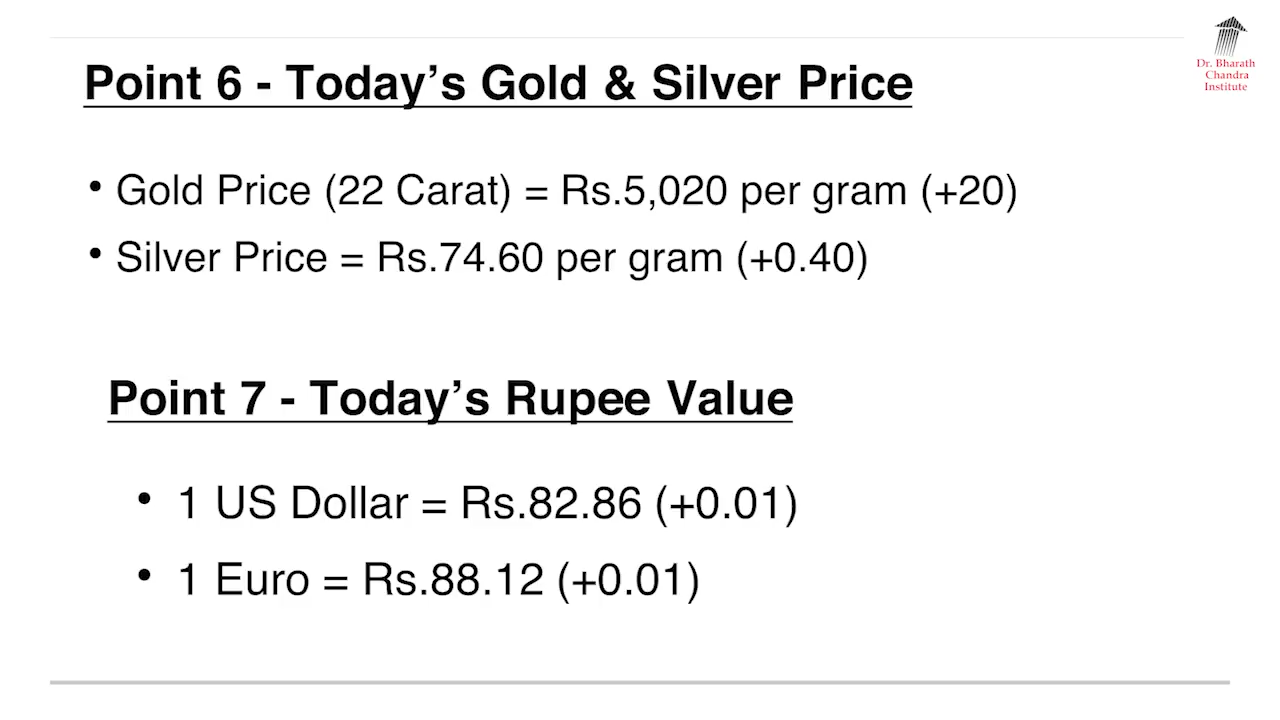 Dr. Bharath
Chandra
Institute
Point 6 - Today’s Gold & Silver Price
• Gold Price (22 Carat) = Rs.5,020 per gram (+20)
• Silver Price = Rs.74.60 per gram (+0.40)
Point 7 - Today’s Rupee Value
• 1 US Dollar = Rs.82.86 (+0.01)
• 1 Euro = Rs.88.12 (+0.01)